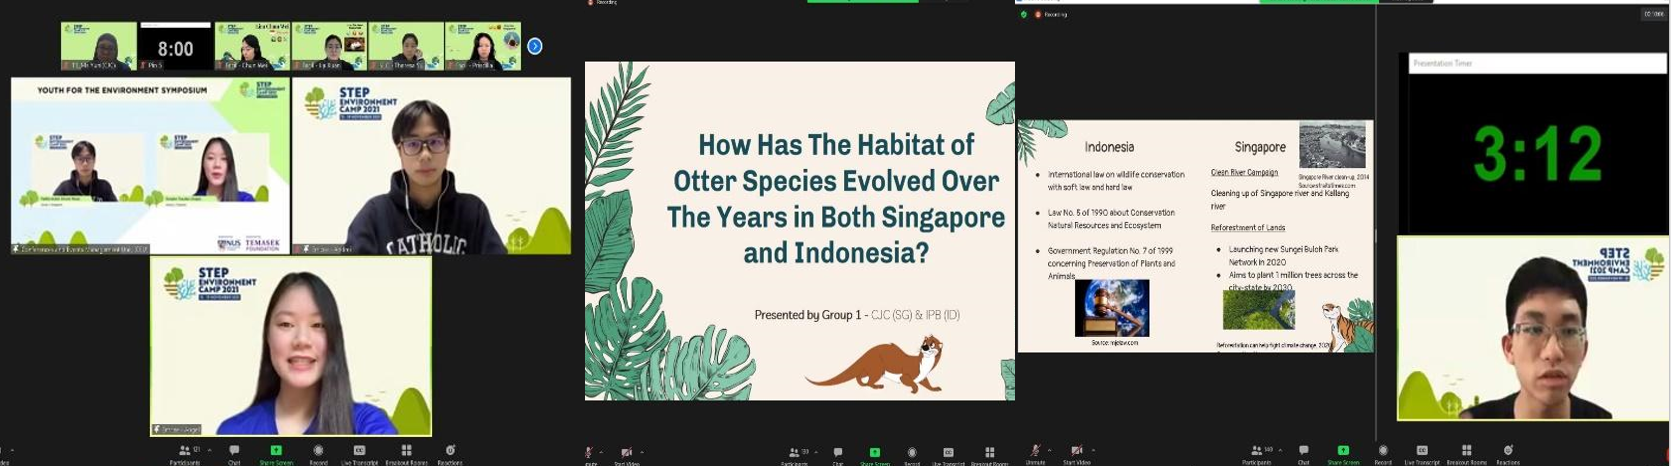 Recording
8:00
Pin 5
YOUTH FOR THE ENVIRONMENT SYMPOSIUM
STEP
ENVIRONMENT
CAMP 2021
NUS
TEMASEK
FOUNDATION
STEP
ENVIRONMENT
CAMP 2021
CATHOLIC
STEP
ENVIRONMENT
CAMP 2021
Participants
Chat
Share Screen
Record
Live Transcript
Breakout Rooms
Reactions
How Has The Habitat of
Otter Species Evolved Over
The Years in Both Singapore
and Indonesia?
Presented by Group 1 - CJC (SG) & IPB (ID)
Start Video
Participants
Chat
Share Screen
Record
Live Transcript
Breakout Rooms
Recording
Indonesia
International law on wildlife conservation
with soft law and hard law
Law No. 5 of 1990 about Conservation
Natural Resources and Ecosystem
Government Regulation No. 7 of 1999
concerning Preservation of Plants and
Animals
Singapore
Clean River Campaign
Cleaning up of Singapore river and Kallang
river
Singapore River clean-up, 2014
Reforestment of Lands
Launching new Sungei Buloh Park
Network in 2020
Aims to plant 1 million trees across the
city-state by 2030
Reforestation can help fight climate change, 2020
Presentation Timer
3:12
STEP
ENVIRONMENT
CAMP 2021
Unmute
Start Video
Participants
Chat
Share Screen
Record
Live Transcript
Breakout Rooms
Reactions